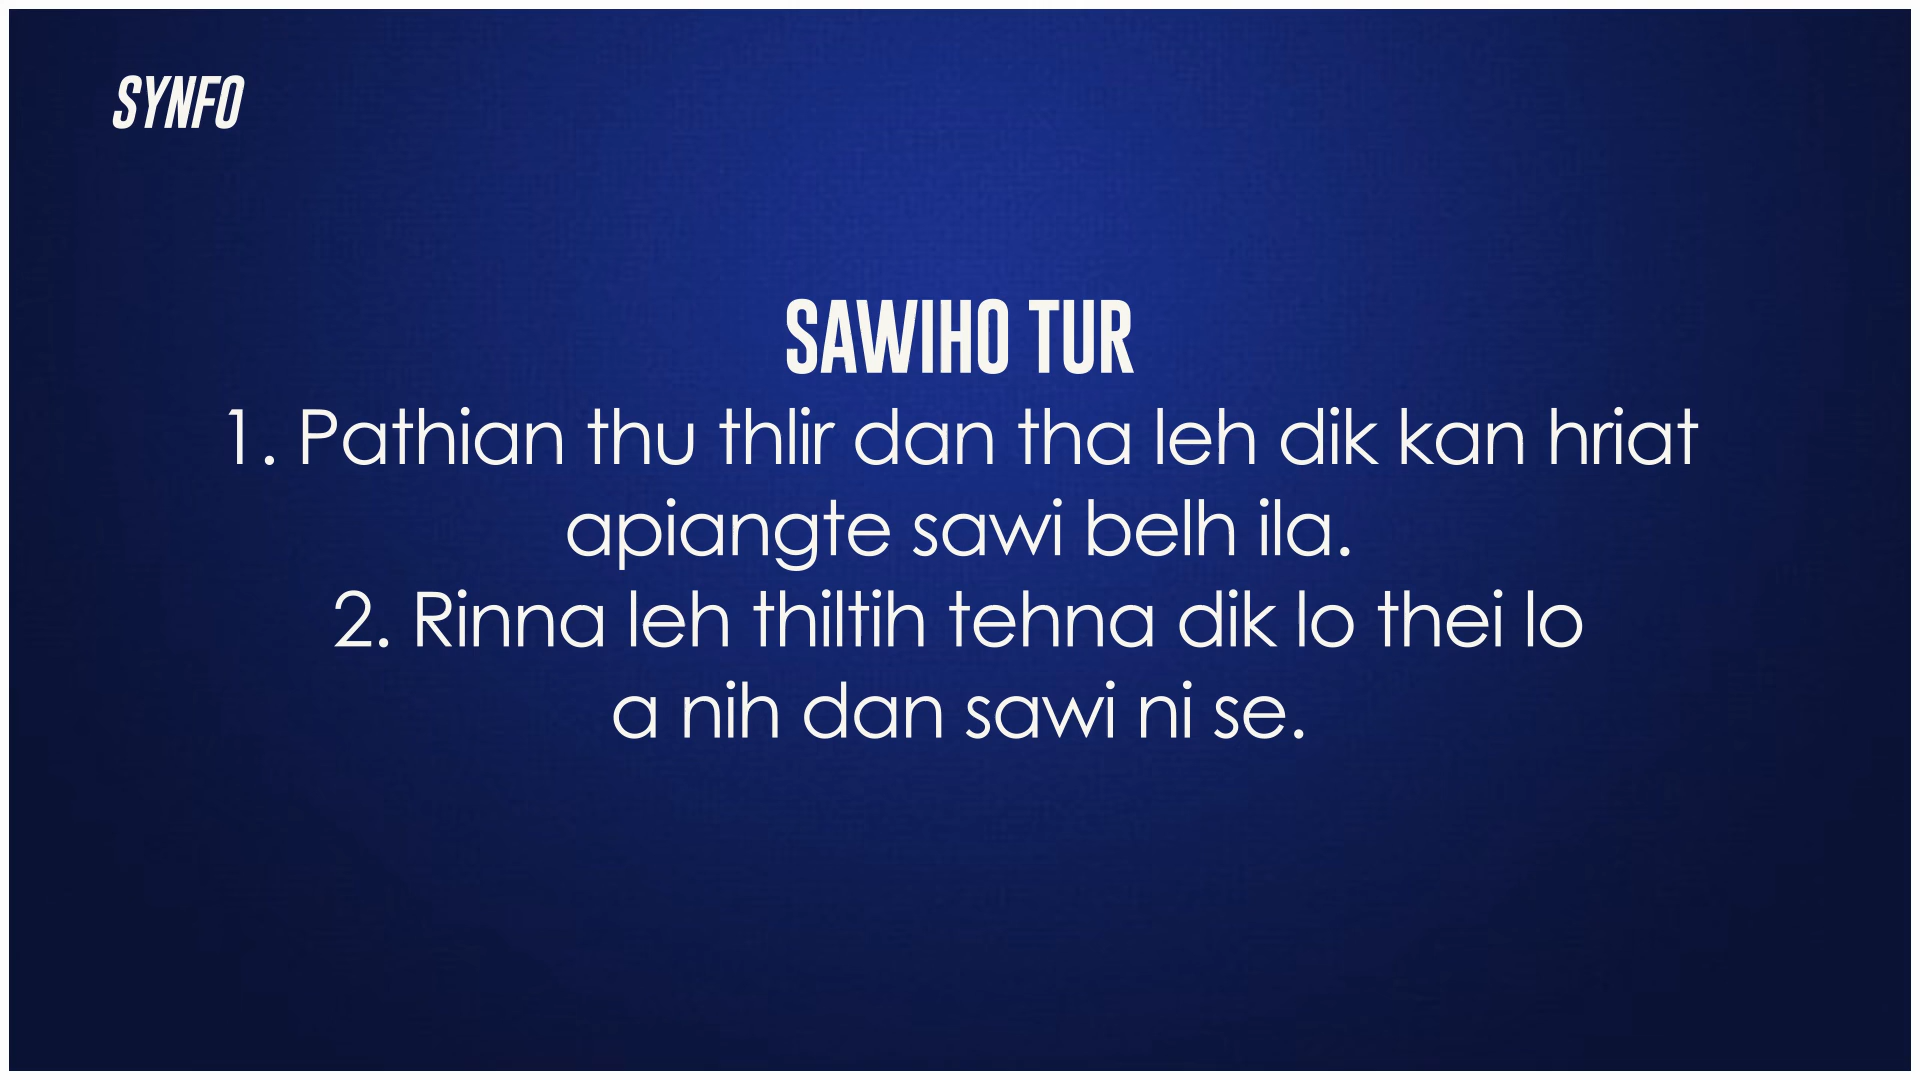 SYNFO
SAWIHO TUR
1. Pathian thu thlir dan tha leh dik kan hriat
apiangte sawi belh ila.
2. Rinna leh thiltih tehna dik lo thei lo
a nih dan sawi ni se.